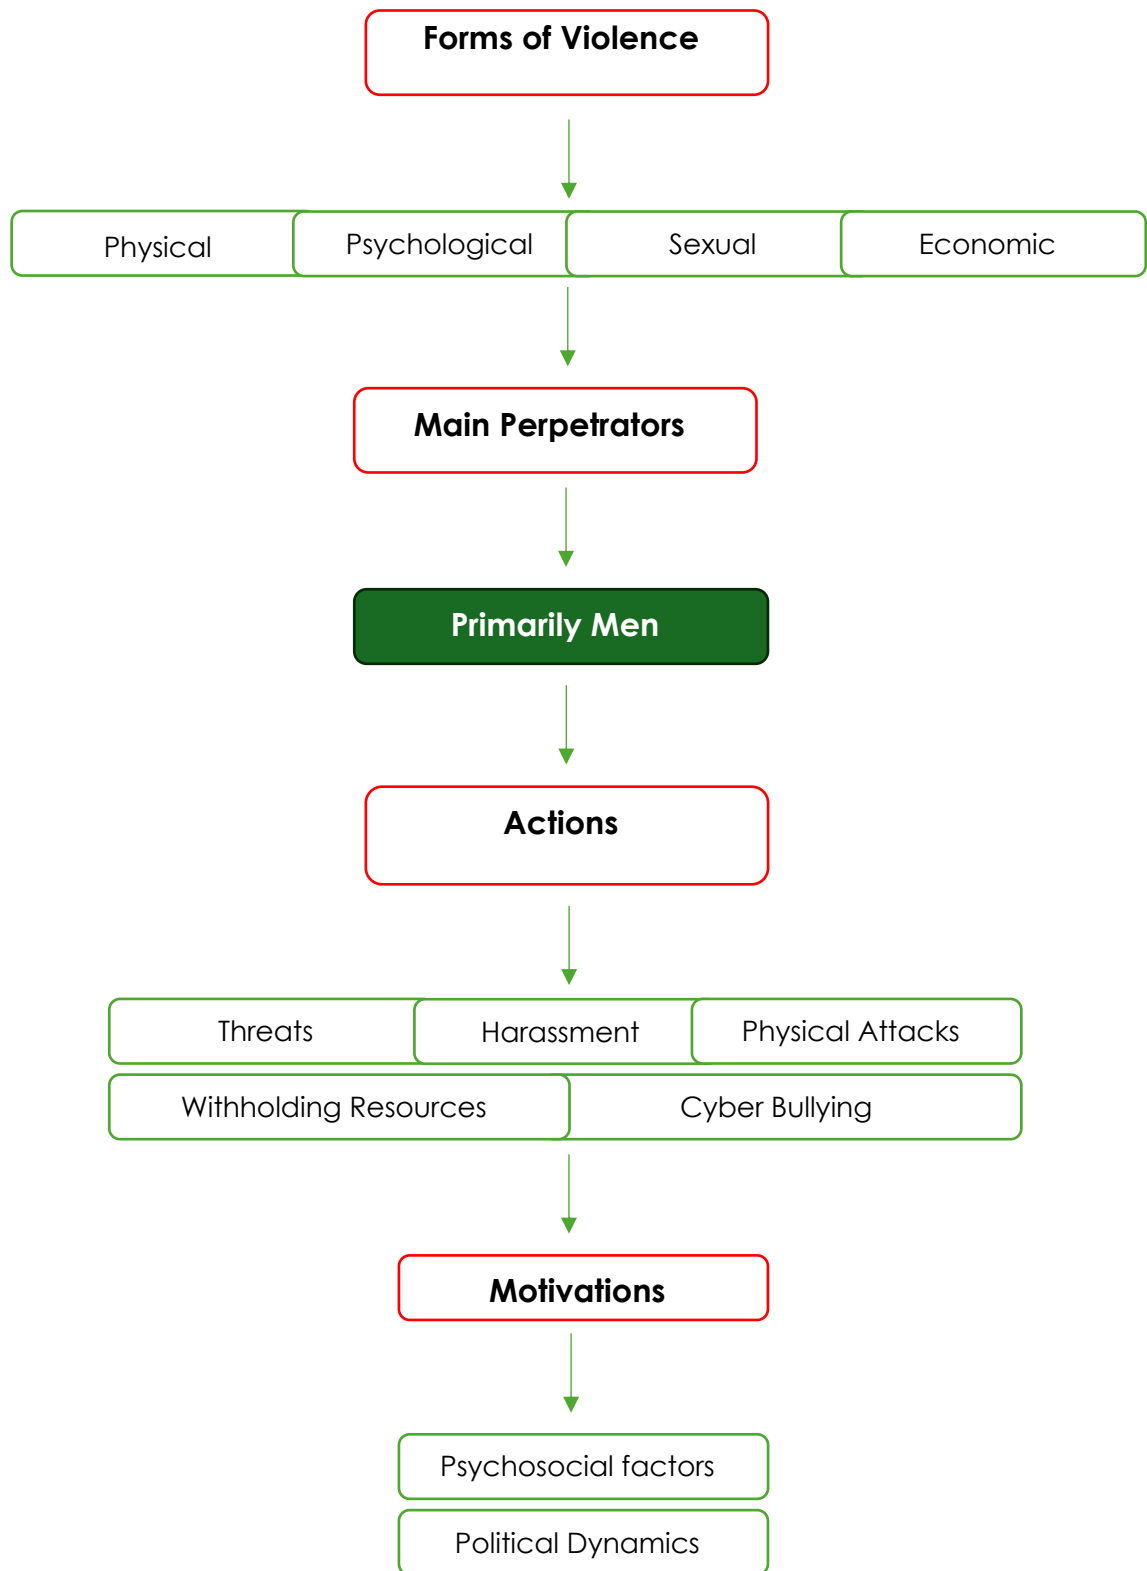 Forms of Violence
Physical
Psychological
Sexual
Economic
Main Perpetrators
Primarily Men
Actions
Threats
Harassment
Physical Attacks
Withholding Resources
Cyber Bullying
Motivations
Psychosocial factors
Political Dynamics